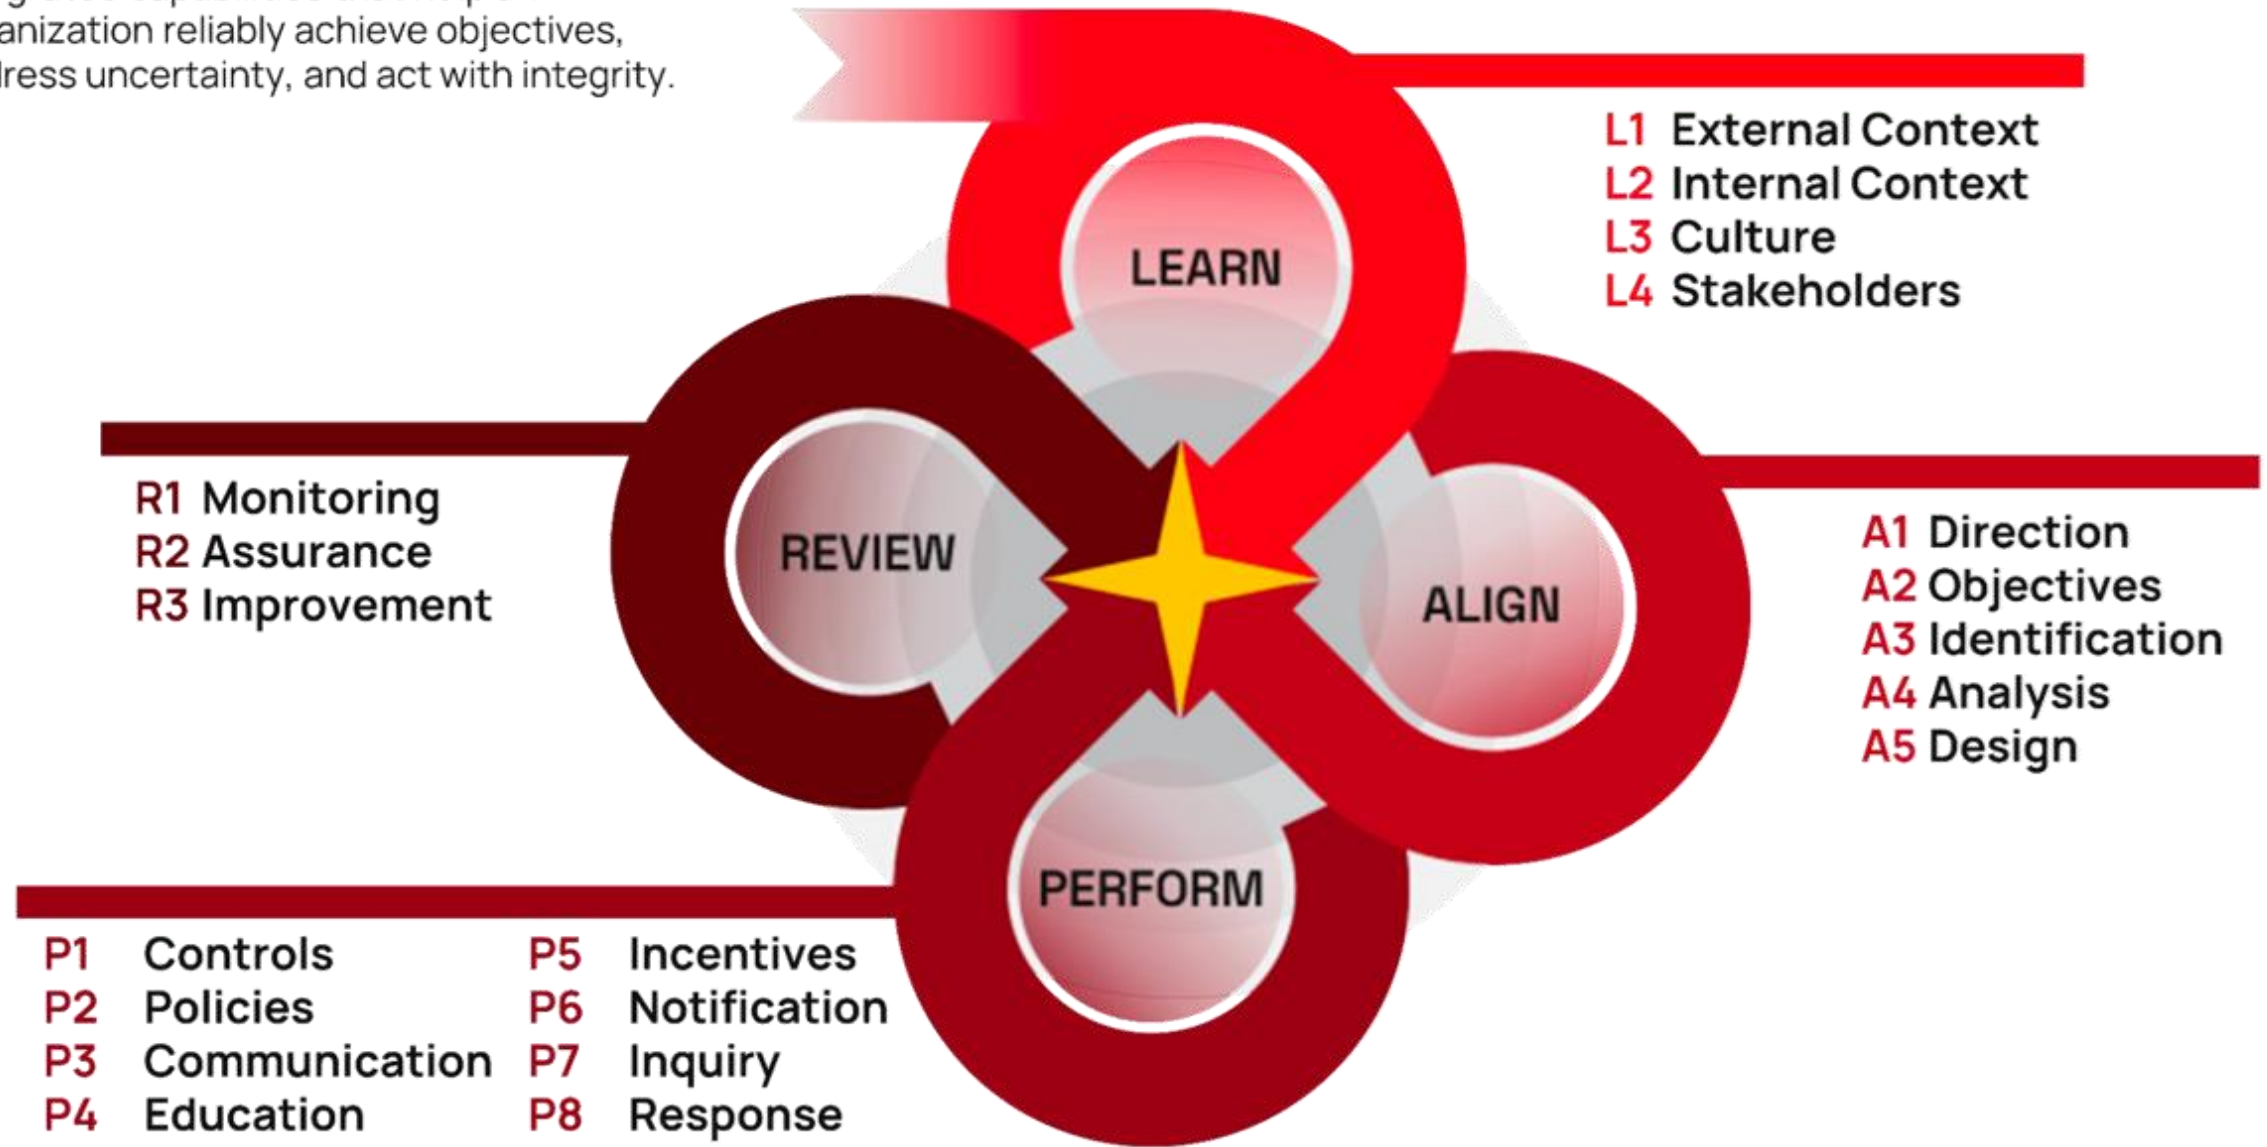 anization reliably achieve objectives,
ress uncertainty, and act with integrity.
L1 External Context
L2 Internal Context
L3 Culture
L4 Stakeholders
LEARN
R1 Monitoring
R2 Assurance
R3 Improvement
REVIEW
ALIGN
A1 Direction
A2 Objectives
A3 Identification
A4 Analysis
A5 Design
PERFORM
P1 Controls
P2 Policies
P3 Communication
P4 Education
P5 Incentives
P6 Notification
P7 Inquiry
P8 Response